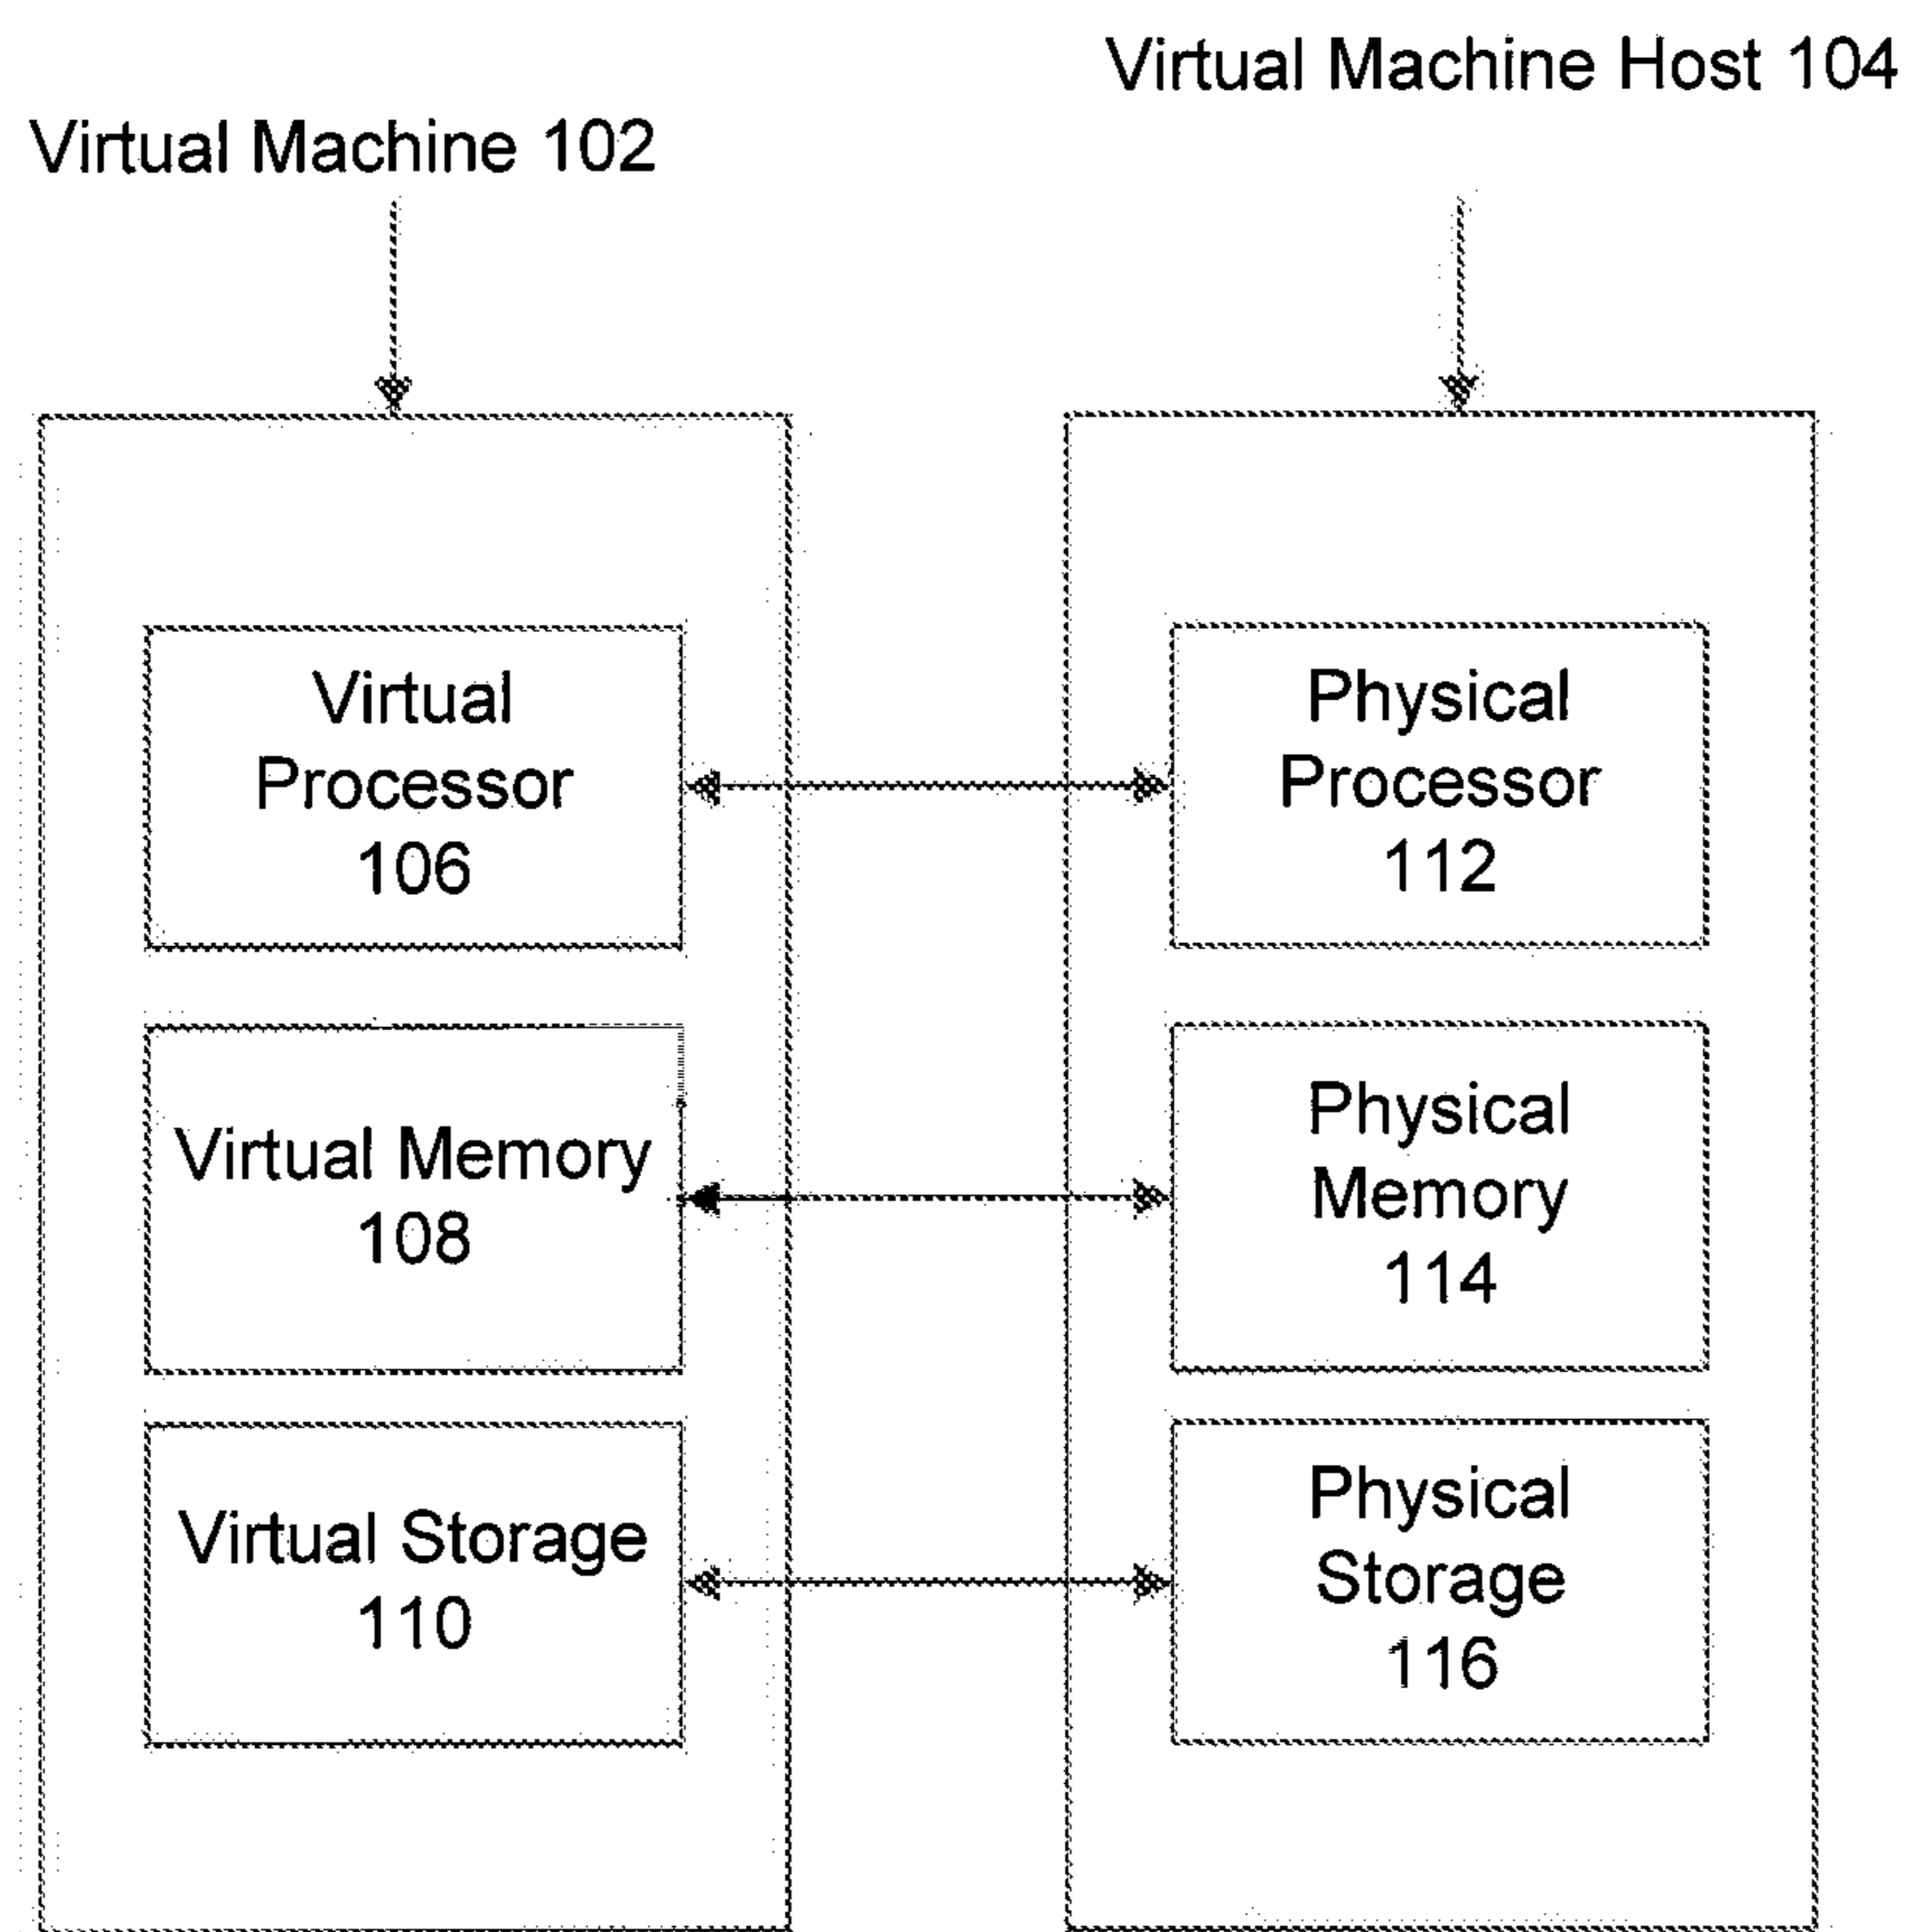 Virtual Machine Host 104
Virtual Machine 102
Virtual
Processor
106
Physical
Processor
112
Virtual Memory
108
Physical
Memory
114
Virtual Storage
110
Physical
Storage
116